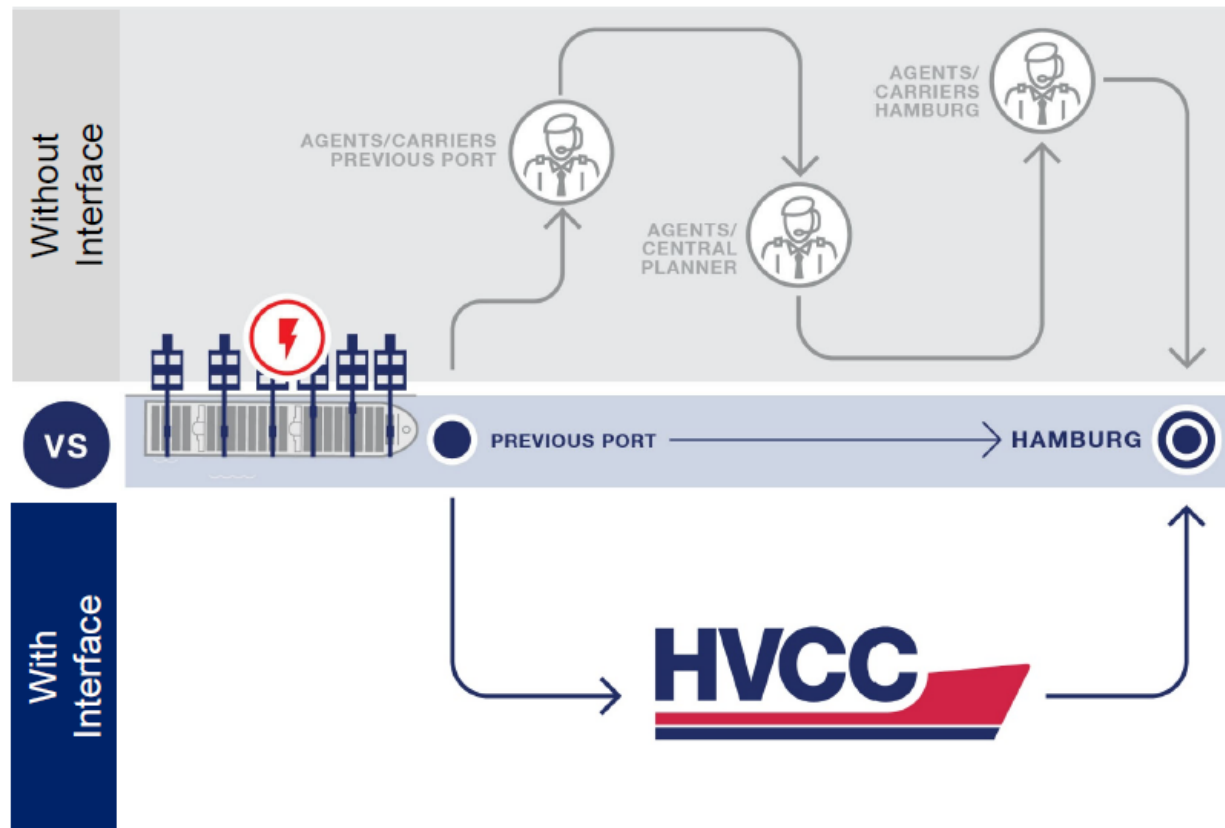 Without
Interface
AGENTS/CARRIERS
PREVIOUS PORT
AGENTS/
CENTRAL
PLANNER
AGENTS/
CARRIERS
HAMBURG
VS
PREVIOUS PORT
HAMBURG
With
Interface
HVCC